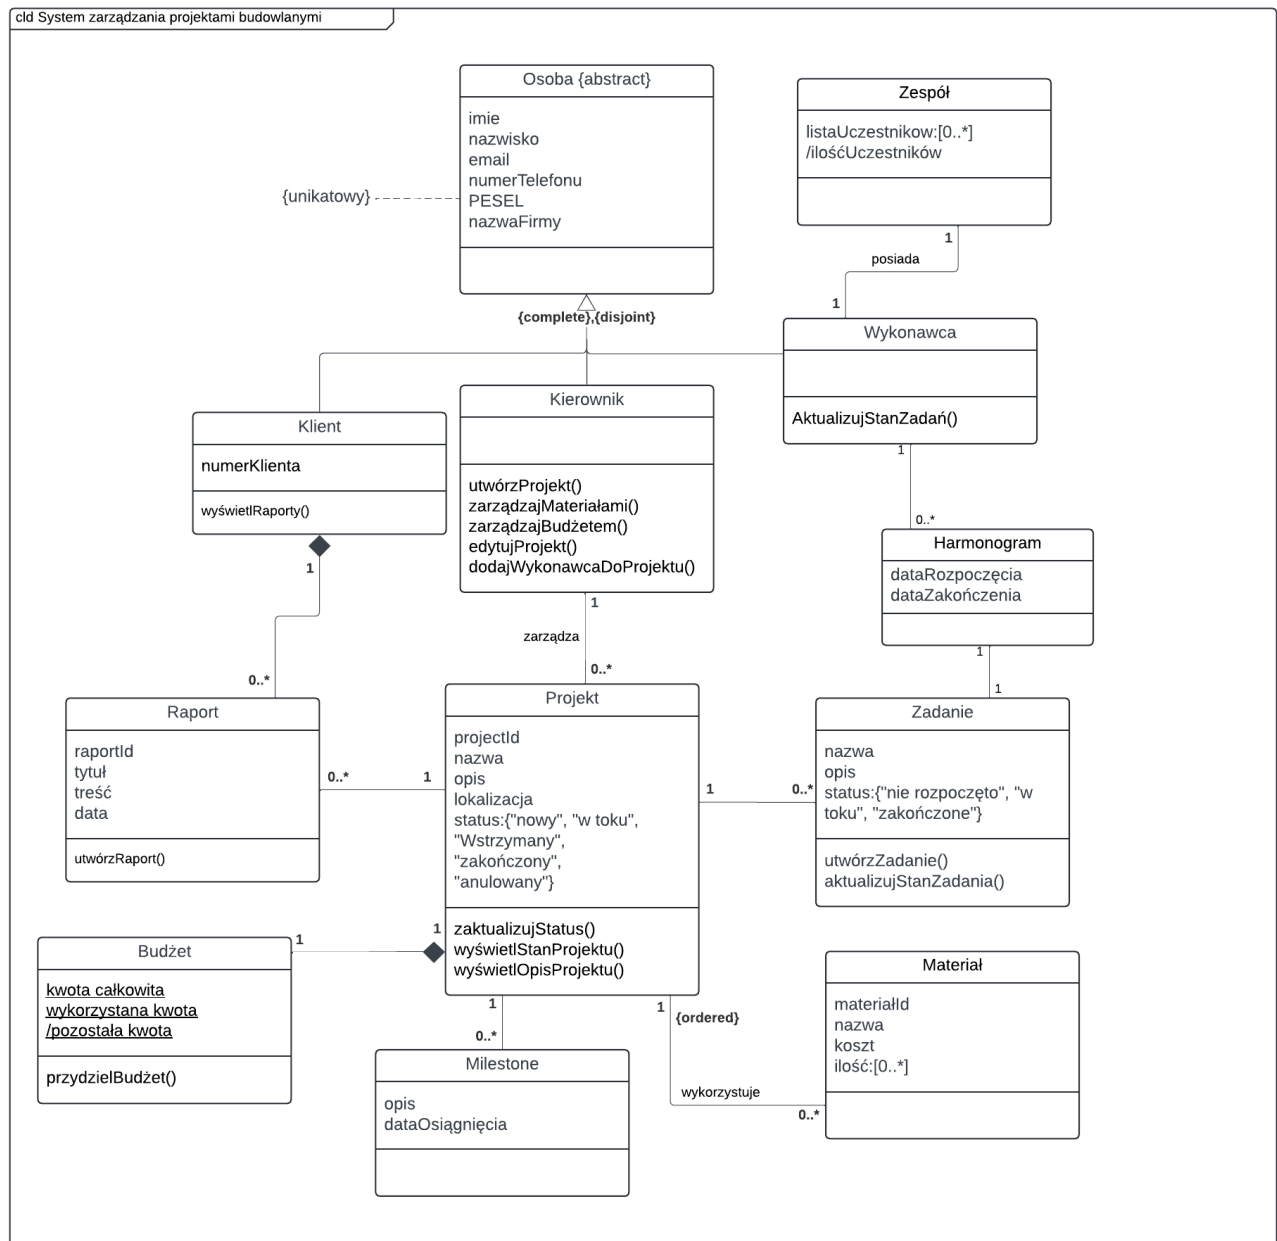 cld System zarządzania projektami budowlanymi
Osoba {abstract}
imie
nazwisko
email
numerTelefonu
PESEL
nazwaFirmy
{unikatowy}
Zespół
listaUczestnikow:[0..*]
/ilośćUczestników
1
posiada
1
{complete},{disjoint}
Wykonawca
AktualizujStanZadań()
Klient
numerKlienta
wyświetlRaporty()
Kierownik
utwórzProjekt()
zarządzajMateriałami()
zarządzajBudżetem()
edytujProjekt()
dodajWykonawcaDoProjektu()
1
0..*
Harmonogram
dataRozpoczęcia
dataZakończenia
1
1
1
0..*
1
zarządza
0..*
Raport
raportId
tytuł
treść
data
utwórzRaport()
0..*
1
Projekt
projectId
nazwa
opis
lokalizacja
status:{"nowy", "w toku",
"Wstrzymany",
"zakończony",
"anulowany"}
zaktualizujStatus()
wyświetlStanProjektu()
wyświetlOpisProjektu()
1
0..*
Zadanie
nazwa
opis
status:{"nie rozpoczęto", "w
toku", "zakończone"}
utwórzZadanie()
aktualizujStanZadania()
Budżet
kwota całkowita
wykorzystana kwota
/pozostała kwota
przydzielBudżet()
1
1
1
0..*
Milestone
opis
dataOsiągnięcia
1
{ordered}
wykorzystuje
0..*
Materiał
materiałId
nazwa
koszt
ilość:[0..*]